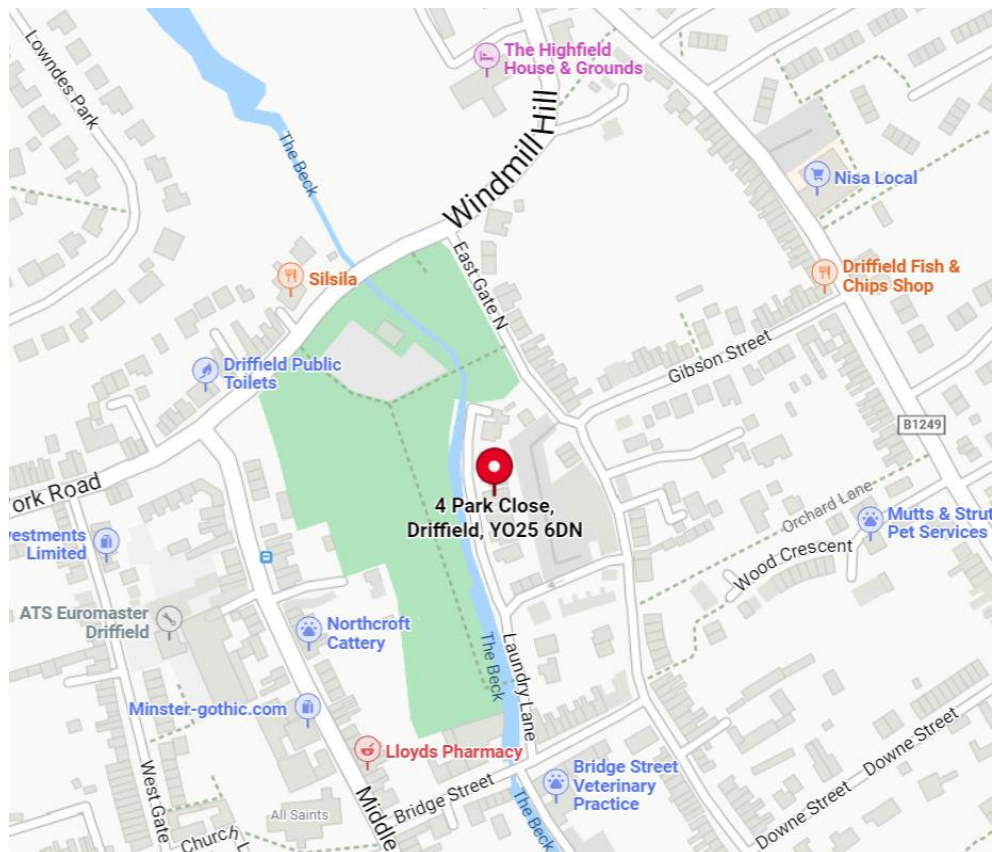 Lowndes Park
The Highfield
House & Grounds
Windmill Hill
The Beck
Nisa Local
East Gate N
Silsila
Driffield Fish &
Chips Shop
Driffield Public
Toilets
Gibson Street
B1249
York Road
4 Park Close,
Driffield, YO25 6DN
Orchard Lane
Mutts & Strut
Pet Services
Wood Crescent
vestments
Limited
ATS Euromaster
Driffield
Northcroft
Cattery
The Beck
Laundry Lane
Minster-gothic.com
Lloyds Pharmacy
Bridge Street
Veterinary
Practice
Downe Street
Downe Street
West Gate
All Saints
Church L
Middle
Bridge Street
The Beck